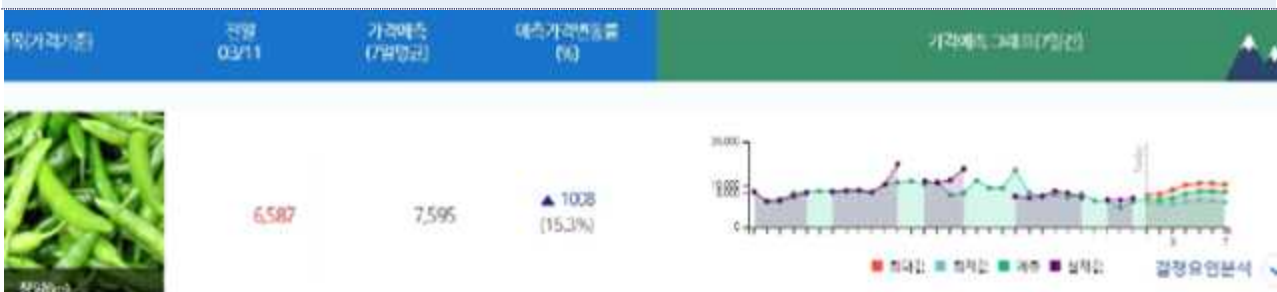 전일
03/11
가격예측
(7일평균)
예측가격변동률
(%)
가격예측 그래프(7일간)
6,587
7,595
▲ 1008
(15.3%)
0
Today
최대값
최저값
예측
실제값
결정요인분석